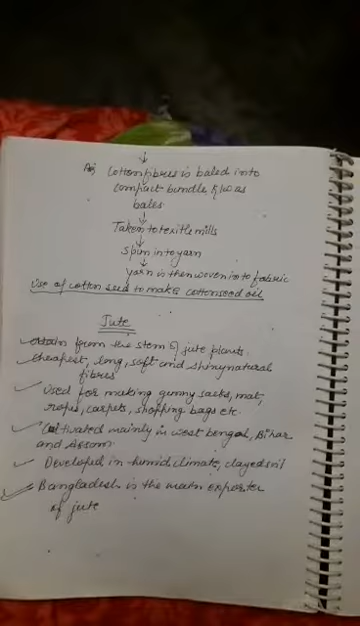 ↓
Cotton fibres is baled into
compact bundle & as
bales
↓
Taken to textile mills
↓
Spun into yarn
↓
yarn is then woven into fabric
Use of cotton seed to make cottonseed oil
Jute
✓ Obtain from the stem of jute plants.
✓ Cheapest, long, soft and shiny natural
fibres
✓ Used for making gunny sacks, mat,
ropes, carpets, shopping bags etc.
✓ Cultivated mainly in west bengal, Bihar
and Assam.
✓ Developed in humid climate, clayed soil
✓ Bangladesh is the main exporter
of jute